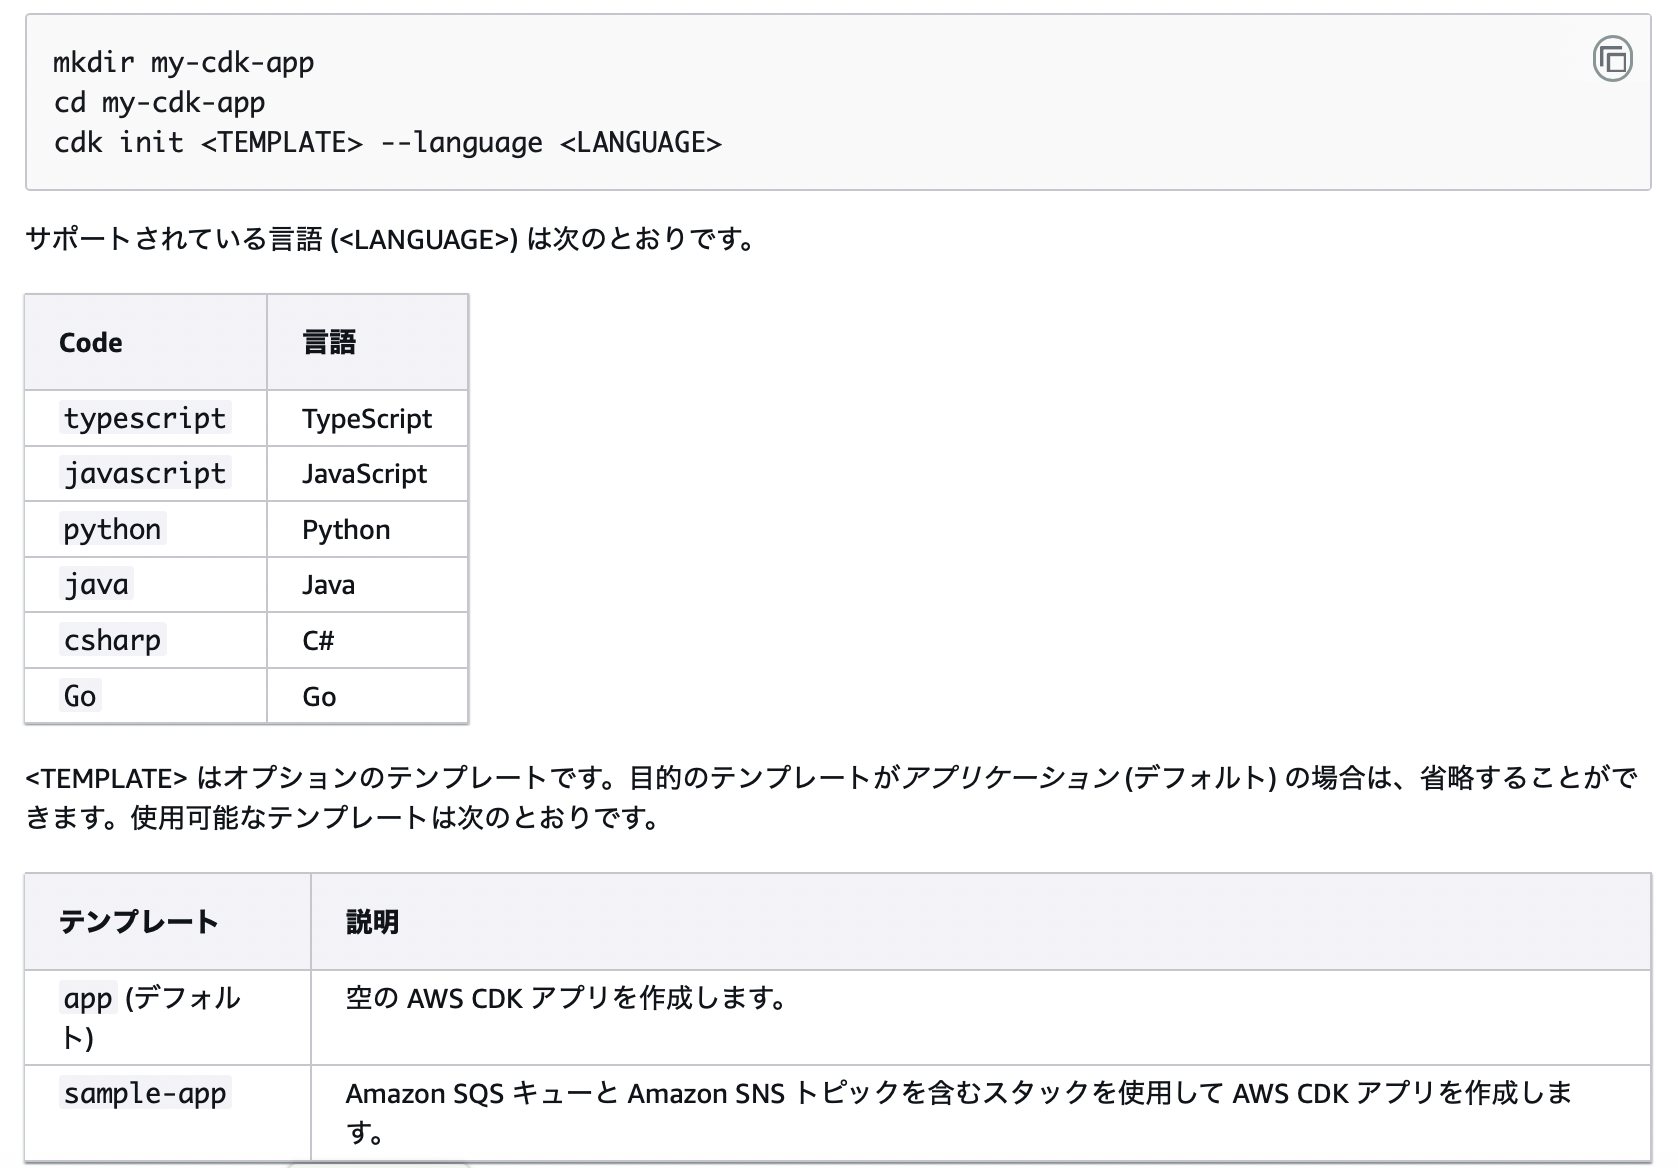 mkdir my-cdk-app
cd my-cdk-app
cdk init <TEMPLATE> --language <LANGUAGE>
サポートされている言語 (<LANGUAGE>) は次のとおりです。
Code 言語
typescript TypeScript
javascript JavaScript
python Python
java Java
csharp C#
Go Go
<TEMPLATE> はオプションのテンプレートです。目的のテンプレートがアプリケーション (デフォルト) の場合は、省略することがで
きます。使用可能なテンプレートは次のとおりです。
テンプレート 説明
app (デフォル 空の AWS CDK アプリを作成します。
ト)
sample-app Amazon SQS キューと Amazon SNS トピックを含むスタックを使用して AWS CDK アプリを作成しま
す。